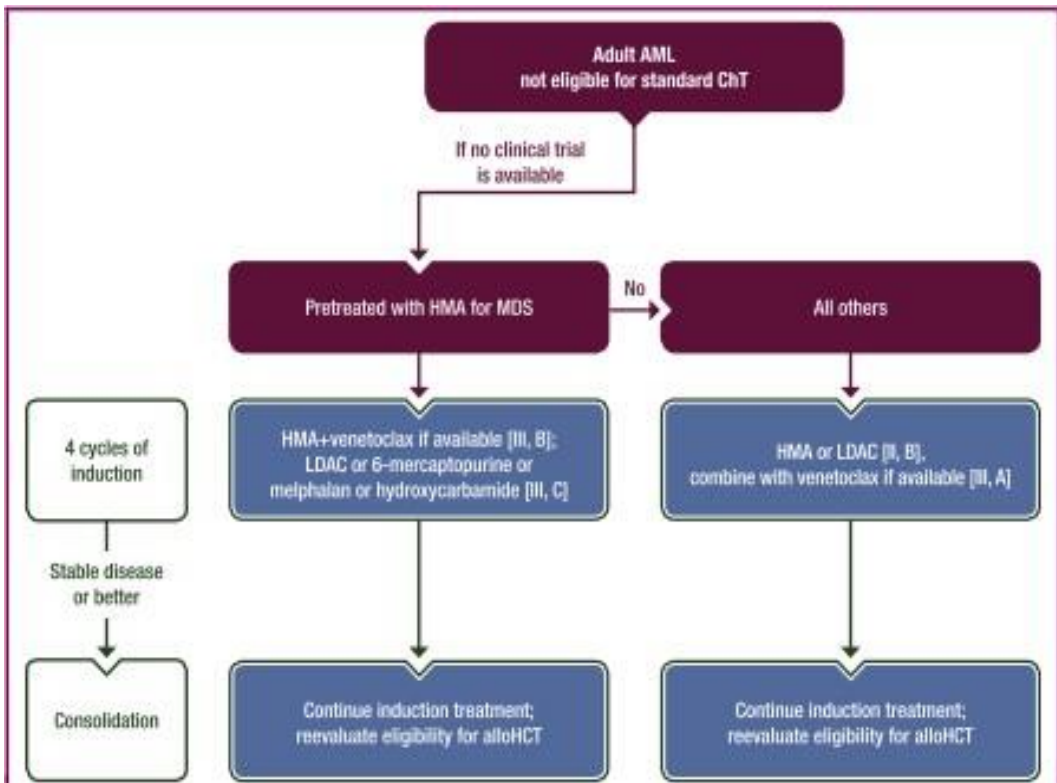 Adult AML
not eligible for standard ChT
If no clinical trial
is available
Pretreated with HMA for MDS
No
All others
4 cycles of
induction
HMA+venetoclax if available [III, B];
LDAC or 6-mercaptopurine or
melphalan or hydroxycarbamide [III, C]
HMA or LDAC [II, B],
combine with venetoclax if available [III, A]
Stable disease
or better
Consolidation
Continue induction treatment;
reevaluate eligibility for alloHCT
Continue induction treatment;
reevaluate eligibility for alloHCT